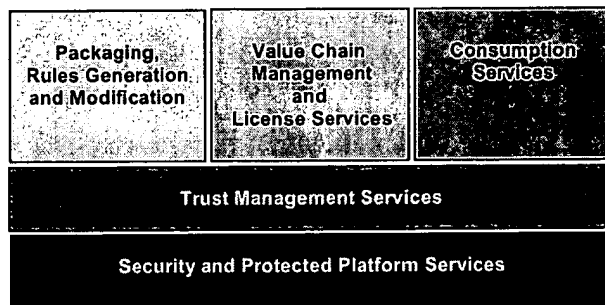 Packaging,
Rules Generation
and Modification
Value Chain
Management
and
License Services
Consumption
Services
Trust Management Services
Security and Protected Platform Services